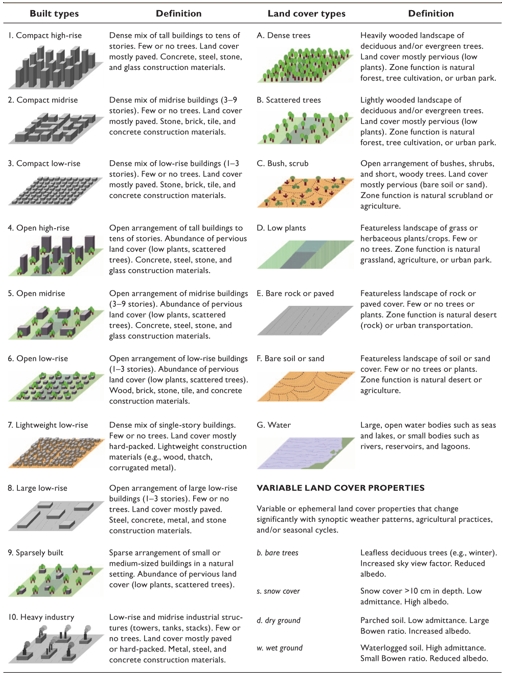 Built types Definition Land cover types Definition
1. Compact high-rise
Dense mix of tall buildings to tens of
stories. Few or no trees. Land cover
mostly paved. Concrete, steel, stone,
and glass construction materials.
A. Dense trees
Heavily wooded landscape of
deciduous and/or evergreen trees.
Land cover mostly pervious (low
plants). Zone function is natural
forest, tree cultivation, or urban park.
2. Compact midrise
Dense mix of midrise buildings (3–9
stories). Few or no trees. Land cover
mostly paved. Stone, brick, tile, and
concrete construction materials.
B. Scattered trees
Lightly wooded landscape of
deciduous and/or evergreen trees.
Land cover mostly pervious (low
plants). Zone function is natural
forest, tree cultivation, or urban park.
3. Compact low-rise
Dense mix of low-rise buildings (1–3
stories). Few or no trees. Land cover
mostly paved. Stone, brick, tile, and
concrete construction materials.
C. Bush, scrub
Open arrangement of bushes, shrubs,
and short, woody trees. Land cover
mostly pervious (bare soil or sand).
Zone function is natural scrubland or
agriculture.
4. Open high-rise
Open arrangement of tall buildings to
tens of stories. Abundance of pervious
land cover (low plants, scattered
trees). Concrete, steel, stone, and
glass construction materials.
D. Low plants
Featureless landscape of grass or
herbaceous plants/crops. Few or
no trees. Zone function is natural
grassland, agriculture, or urban park.
5. Open midrise
Open arrangement of midrise buildings
(3–9 stories). Abundance of pervious
land cover (low plants, scattered
trees). Concrete, steel, stone, and
glass construction materials.
E. Bare rock or paved
Featureless landscape of rock or
paved cover. Few or no trees or
plants. Zone function is natural desert
(rock) or urban transportation.
6. Open low-rise
Open arrangement of low-rise buildings
(1–3 stories). Abundance of pervious
land cover (low plants, scattered trees).
Wood, brick, stone, tile, and concrete
construction materials.
F. Bare soil or sand
Featureless landscape of soil or sand
cover. Few or no trees or plants.
Zone function is natural desert or
agriculture.
7. Lightweight low-rise
Dense mix of single-story buildings.
Few or no trees. Land cover mostly
hard-packed. Lightweight construction
materials (e.g., wood, thatch,
corrugated metal).
G. Water
Large, open water bodies such as seas
and lakes, or small bodies such as
rivers, reservoirs, and lagoons.
8. Large low-rise
Open arrangement of large low-rise
buildings (1–3 stories). Few or no
trees. Land cover mostly paved.
Steel, concrete, metal, and stone
construction materials.
VARIABLE LAND COVER PROPERTIES
Variable or ephemeral land cover properties that change
significantly with synoptic weather patterns, agricultural practices,
and/or seasonal cycles.
9. Sparsely built
Sparse arrangement of small or
medium-sized buildings in a natural
setting. Abundance of pervious land
cover (low plants, scattered trees).
b. bare trees
Leafless deciduous trees (e.g., winter).
Increased sky view factor. Reduced
albedo.
s. snow cover
Snow cover >10 cm in depth. Low
admittance. High albedo.
10. Heavy industry
Low-rise and midrise industrial struc-
tures (towers, tanks, stacks). Few or
no trees. Land cover mostly paved
or hard-packed. Metal, steel, and
concrete construction materials.
d. dry ground
Parched soil. Low admittance. Large
Bowen ratio. Increased albedo.
w. wet ground
Waterlogged soil. High admittance.
Small Bowen ratio. Reduced albedo.